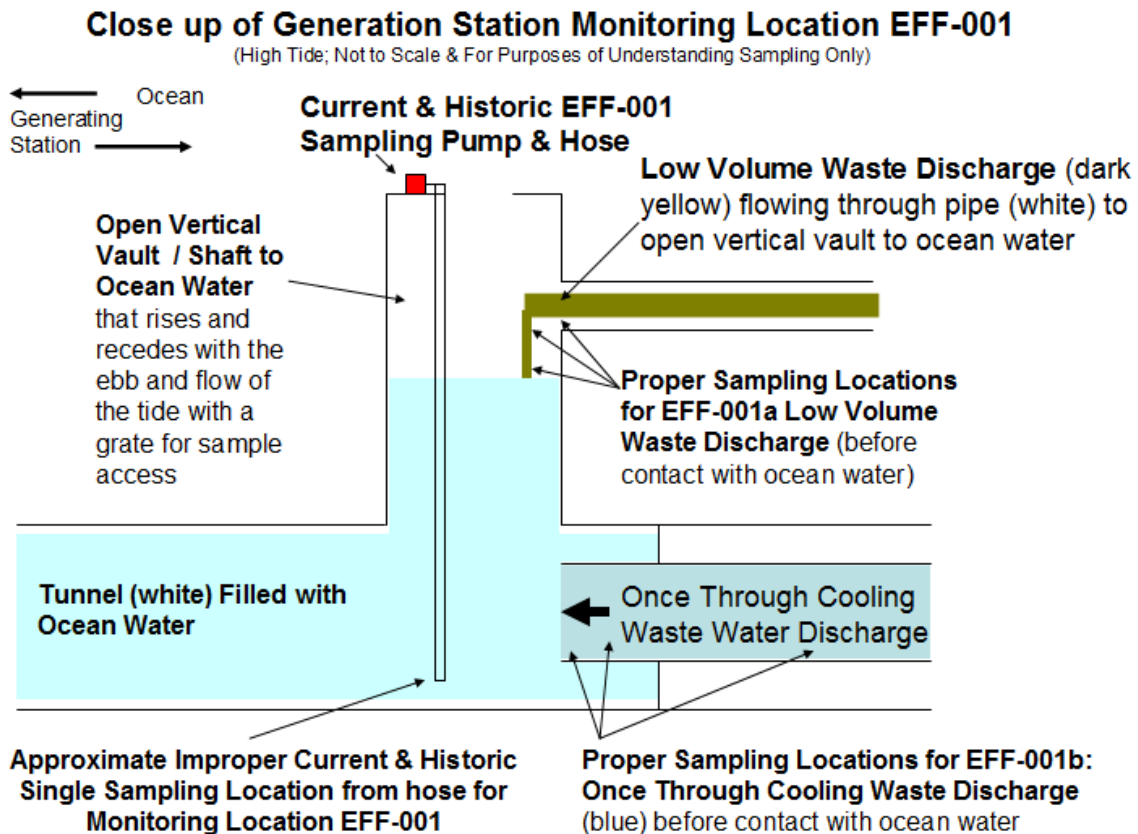 Close up of Generation Station Monitoring Location EFF-001
(High Tide; Not to Scale & For Purposes of Understanding Sampling Only)
Ocean
Generating
Station
Current & Historic EFF-001
Sampling Pump & Hose
Low Volume Waste Discharge (dark
yellow) flowing through pipe (white) to
open vertical vault to ocean water
Open Vertical
Vault / Shaft to
Ocean Water
that rises and
recedes with the
ebb and flow of
the tide with a
grate for sample
access
Proper Sampling Locations
for EFF-001a Low Volume
Waste Discharge (before
contact with ocean water)
Tunnel (white) Filled with
Ocean Water
Once Through Cooling
Waste Water Discharge
Approximate Improper Current & Historic
Single Sampling Location from hose for
Monitoring Location EFF-001
Proper Sampling Locations for EFF-001b:
Once Through Cooling Waste Discharge
(blue) before contact with ocean water